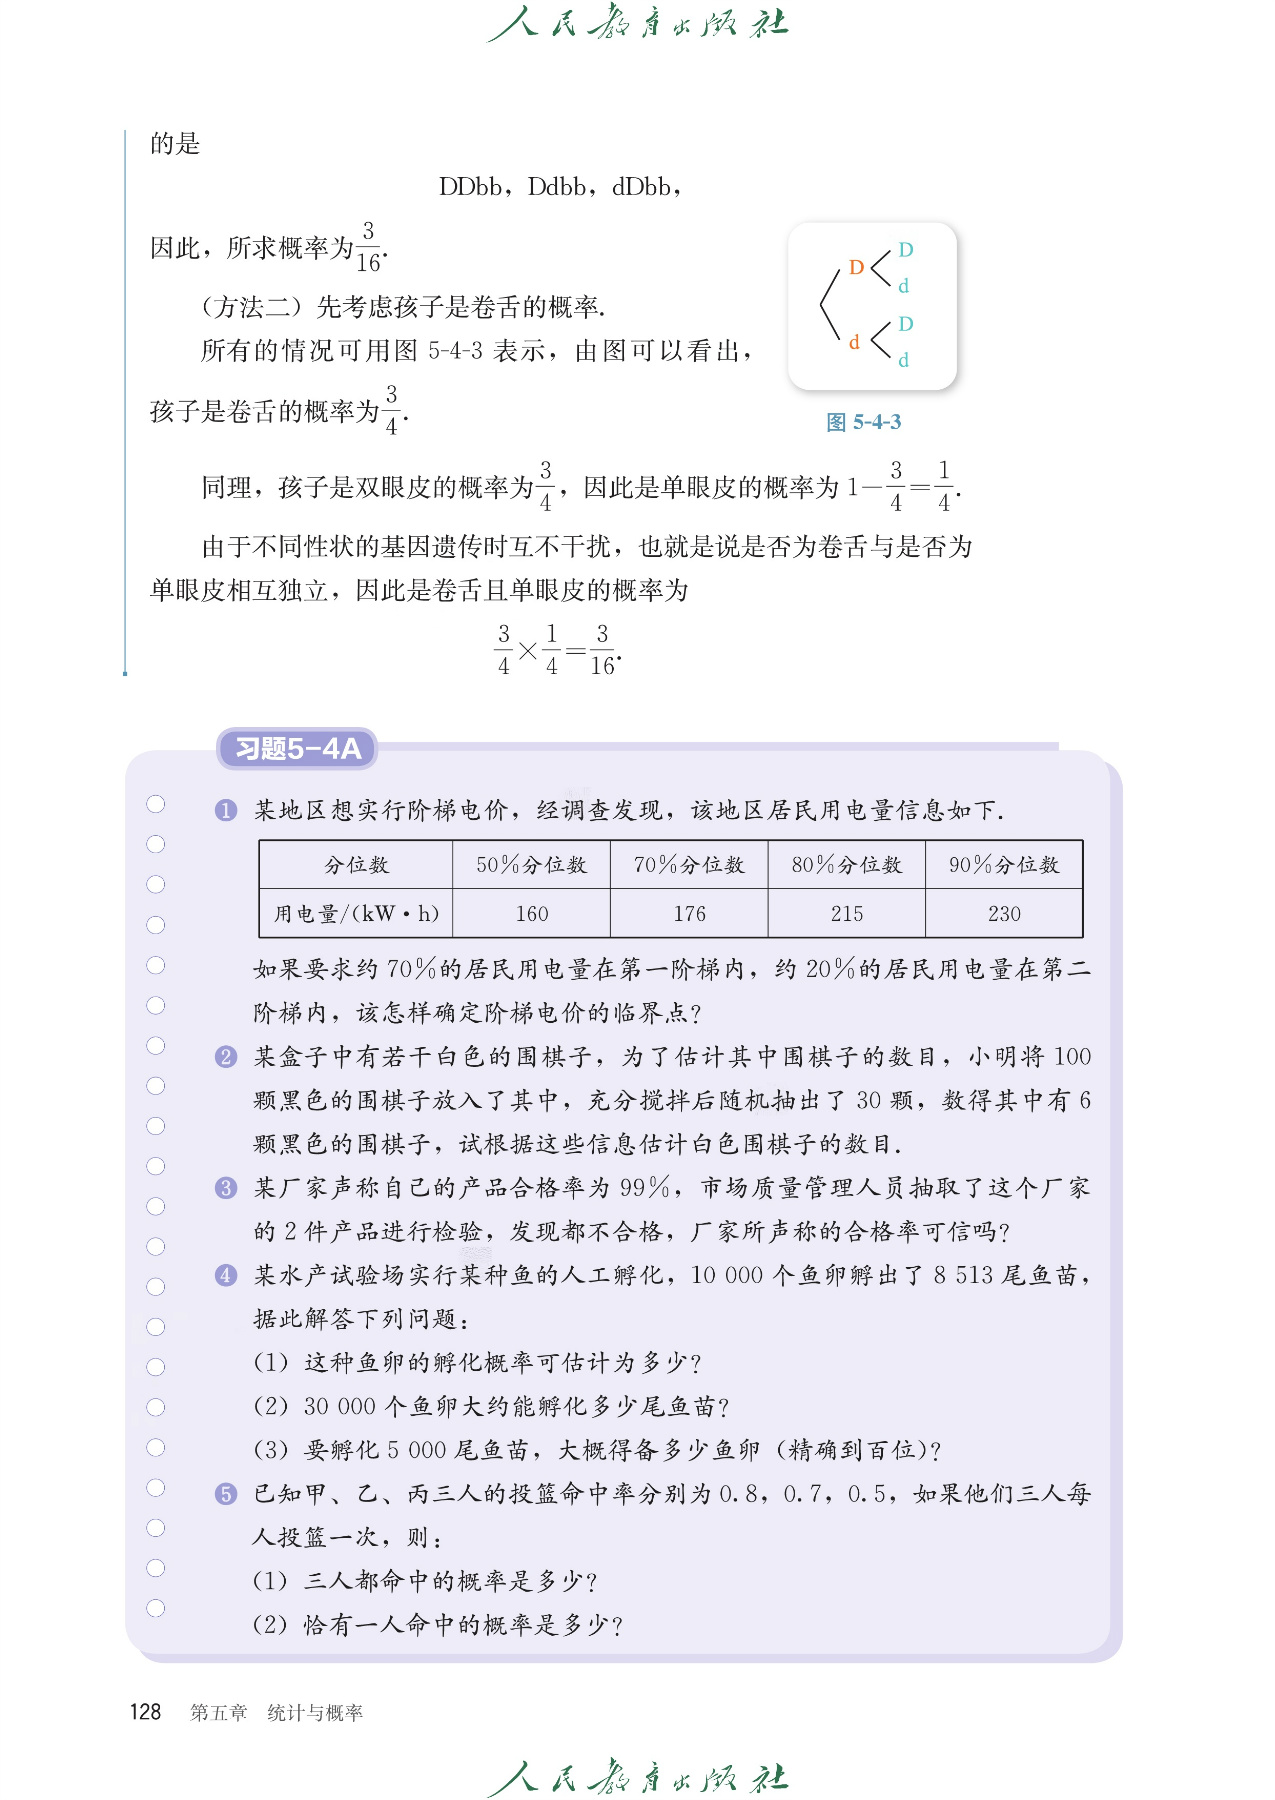 人民教育出版社
的是
DDbb，Ddbb，dDbb，
因此，所求概率为3/16.
（方法二）先考虑孩子是卷舌的概率.
所有的情况可用图 5-4-3 表示，由图可以看出，
孩子是卷舌的概率为3/4.
D
D
d
d
D
d
图 5-4-3
同理，孩子是双眼皮的概率为3/4，因此是单眼皮的概率为 1－3/4＝1/4.
由于不同性状的基因遗传时互不干扰，也就是说是否为卷舌与是否为
单眼皮相互独立，因此是卷舌且单眼皮的概率为
3/4×1/4＝3/16.
习题5-4A
❶ 某地区想实行阶梯电价，经调查发现，该地区居民用电量信息如下.
分位数 50%分位数 70%分位数 80%分位数 90%分位数
用电量/(kW·h) 160 176 215 230
如果要求约 70%的居民用电量在第一阶梯内，约 20%的居民用电量在第二
阶梯内，该怎样确定阶梯电价的临界点？
❷ 某盒子中有若干白色的围棋子，为了估计其中围棋子的数目，小明将 100
颗黑色的围棋子放入了其中，充分搅拌后随机抽出了 30 颗，数得其中有 6
颗黑色的围棋子，试根据这些信息估计白色围棋子的数目.
❸ 某厂家声称自己的产品合格率为 99%，市场质量管理人员抽取了这个厂家
的 2 件产品进行检验，发现都不合格，厂家所声称的合格率可信吗？
❹ 某水产试验场实行某种鱼的人工孵化，10 000 个鱼卵孵出了 8 513 尾鱼苗，
据此解答下列问题：
（1）这种鱼卵的孵化概率可估计为多少？
（2）30 000 个鱼卵大约能孵化多少尾鱼苗？
（3）要孵化 5 000 尾鱼苗，大概得备多少鱼卵（精确到百位）？
❺ 已知甲、乙、丙三人的投篮命中率分别为 0.8，0.7，0.5，如果他们三人每
人投篮一次，则：
（1）三人都命中的概率是多少？
（2）恰有一人命中的概率是多少？
128 第五章 统计与概率
人民教育出版社